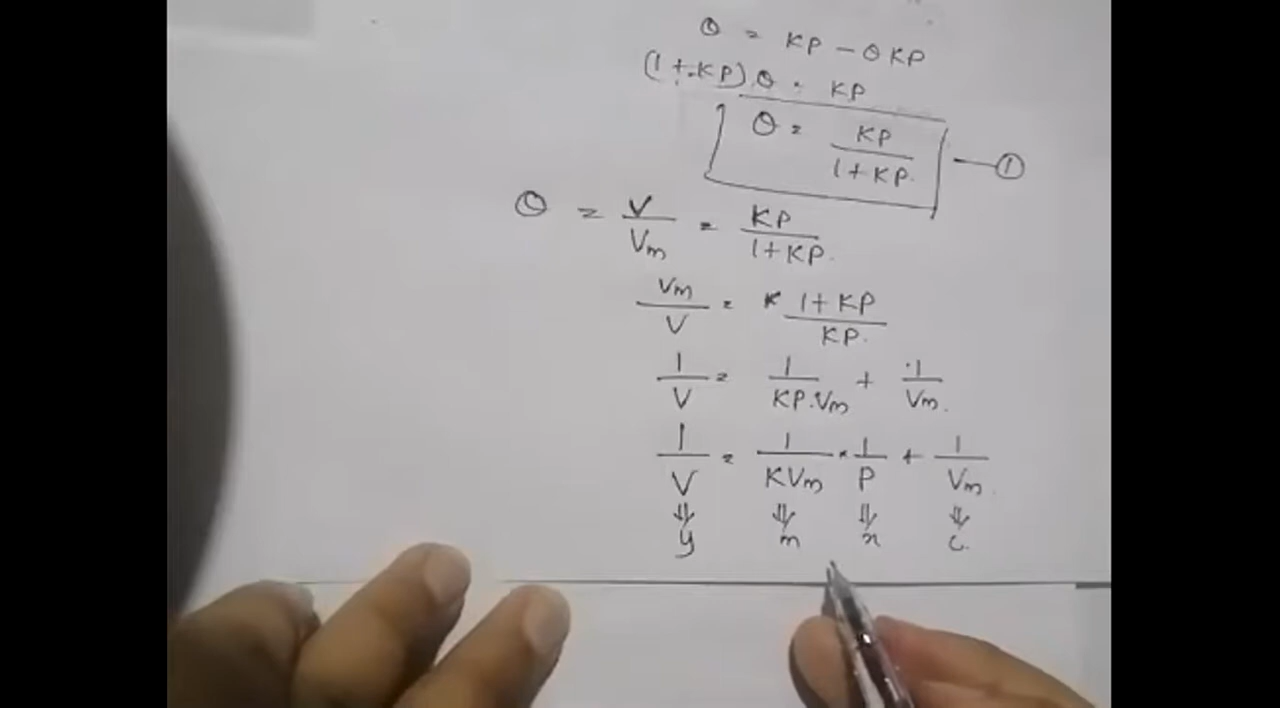 θ = KP - θKP
(1 + KP) θ = KP
θ = KP / 1 + KP — ①
θ = V / Vm = KP / 1 + KP.
Vm / V = 1 + KP / KP.
1 / V = 1 / KP.Vm + 1 / Vm.
1 / V = 1 / KVm × 1 / P + 1 / Vm.
⇓ ⇓ ⇓ ⇓
y m x c.